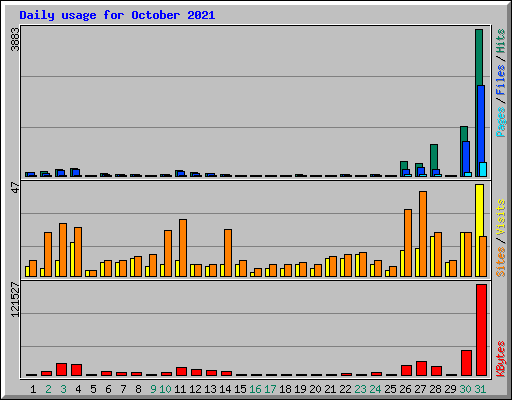 Daily usage for October 2021
3883
Pages / Files / Hits
47
Sites / Visits
121527
KBytes
1 2 3 4 5 6 7 8 9 10 11 12 13 14 15 16 17 18 19 20 21 22 23 24 25 26 27 28 29 30 31